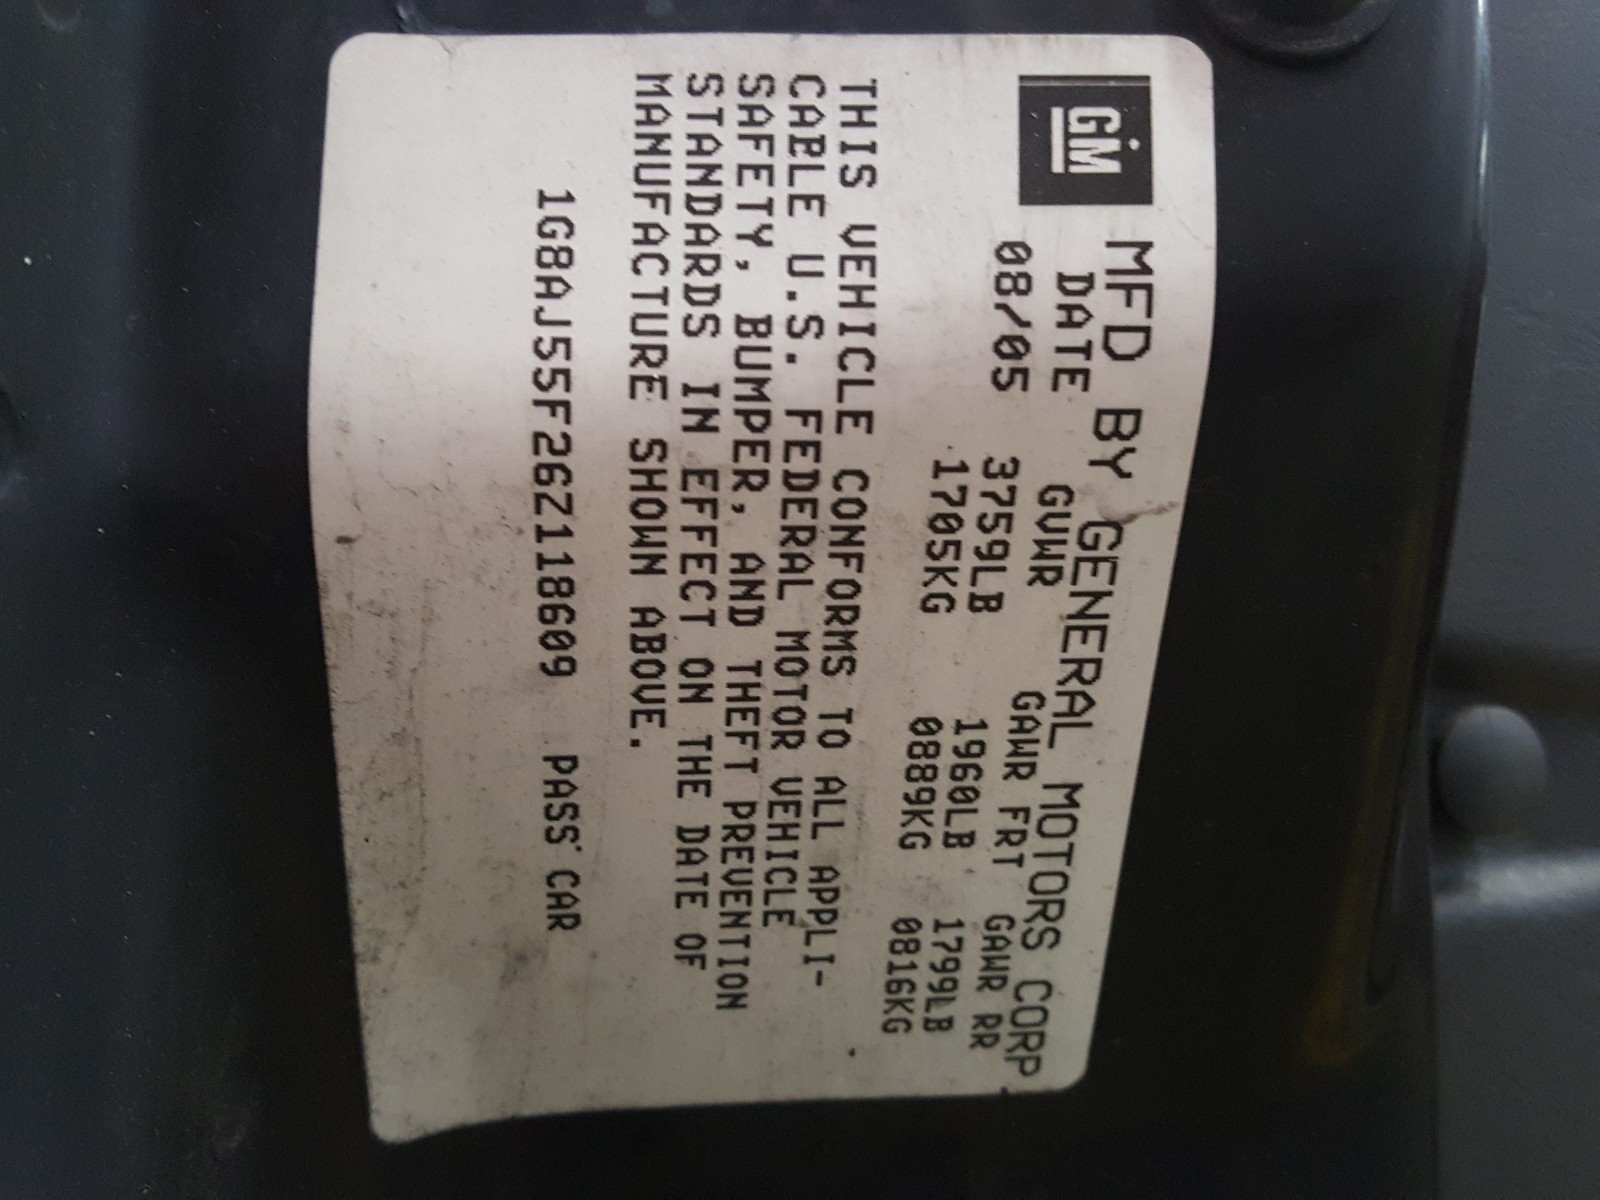 GM MFD BY GENERAL MOTORS CORP
DATE GVWR GAWR FRT GAWR RR
08/05 3759LB 1960LB 1799LB
1705KG 0889KG 0816KG
THIS VEHICLE CONFORMS TO ALL APPLI-
CABLE U.S. FEDERAL MOTOR VEHICLE
SAFETY, BUMPER, AND THEFT PREVENTION
STANDARDS IN EFFECT ON THE DATE OF
MANUFACTURE SHOWN ABOVE.
1G8AJ55F26Z118609 PASS CAR